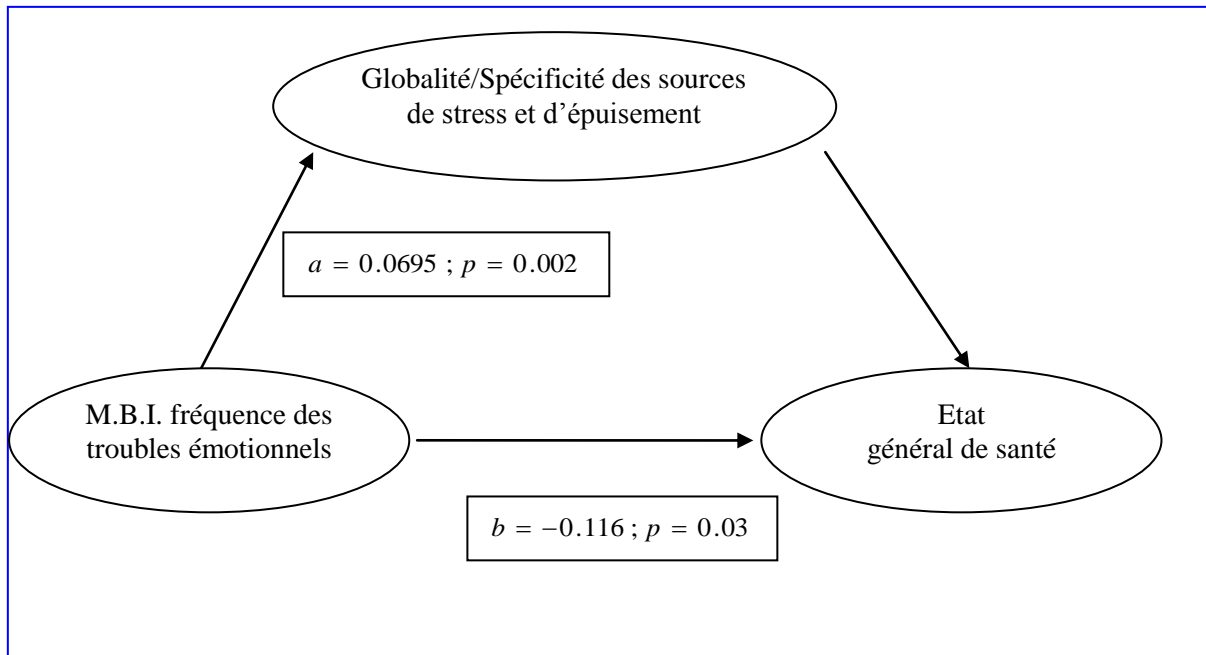 Globalité/Spécificité des sources
de stress et d’épuisement
a = 0.0695 ; p = 0.002
M.B.I. fréquence des
troubles émotionnels
Etat
général de santé
b = −0.116 ; p = 0.03